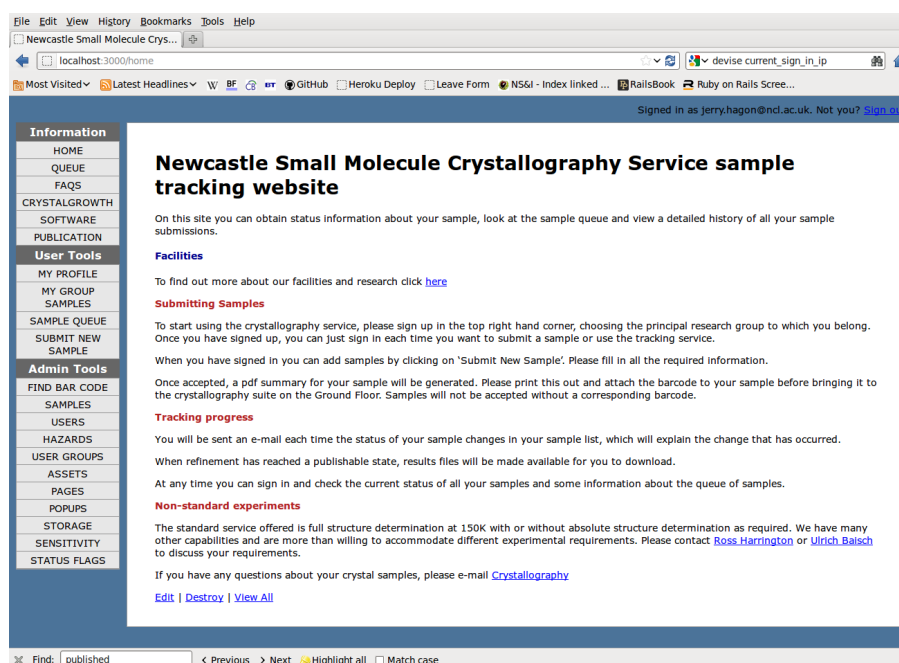 File Edit View History Bookmarks Tools Help
Newcastle Small Molecule Crys...
localhost:3000/home
devise current_sign_in_ip
Most Visited Latest Headlines W BF BT GitHub Heroku Deploy Leave Form NS&I - Index linked ... RailsBook Ruby on Rails Scree...
Signed in as jerry.hagon@ncl.ac.uk. Not you? Sign
Information
HOME
QUEUE
FAQS
CRYSTALGROWTH
SOFTWARE
PUBLICATION
User Tools
MY PROFILE
MY GROUP
SAMPLES
SAMPLE QUEUE
SUBMIT NEW
SAMPLE
Admin Tools
FIND BAR CODE
SAMPLES
USERS
HAZARDS
USER GROUPS
ASSETS
PAGES
POPUPS
STORAGE
SENSITIVITY
STATUS FLAGS
Newcastle Small Molecule Crystallography Service sample
tracking website
On this site you can obtain status information about your sample, look at the sample queue and view a detailed history of all your sample
submissions.
Facilities
To find out more about our facilities and research click here
Submitting Samples
To start using the crystallography service, please sign up in the top right hand corner, choosing the principal research group to which you belong.
Once you have signed up, you can just sign in each time you want to submit a sample or use the tracking service.
When you have signed in you can add samples by clicking on ‘Submit New Sample’. Please fill in all the required information.
Once accepted, a pdf summary for your sample will be generated. Please print this out and attach the barcode to your sample before bringing it to
the crystallography suite on the Ground Floor. Samples will not be accepted without a corresponding barcode.
Tracking progress
You will be sent an e-mail each time the status of your sample changes in your sample list, which will explain the change that has occurred.
When refinement has reached a publishable state, results files will be made available for you to download.
At any time you can sign in and check the current status of all your samples and some information about the queue of samples.
Non-standard experiments
The standard service offered is full structure determination at 150K with or without absolute structure determination as required. We have many
other capabilities and are more than willing to accommodate different experimental requirements. Please contact Ross Harrington or Ulrich Baisch
to discuss your requirements.
If you have any questions about your crystal samples, please e-mail Crystallography
Edit | Destroy | View All
Find: published Previous Next Highlight all Match case